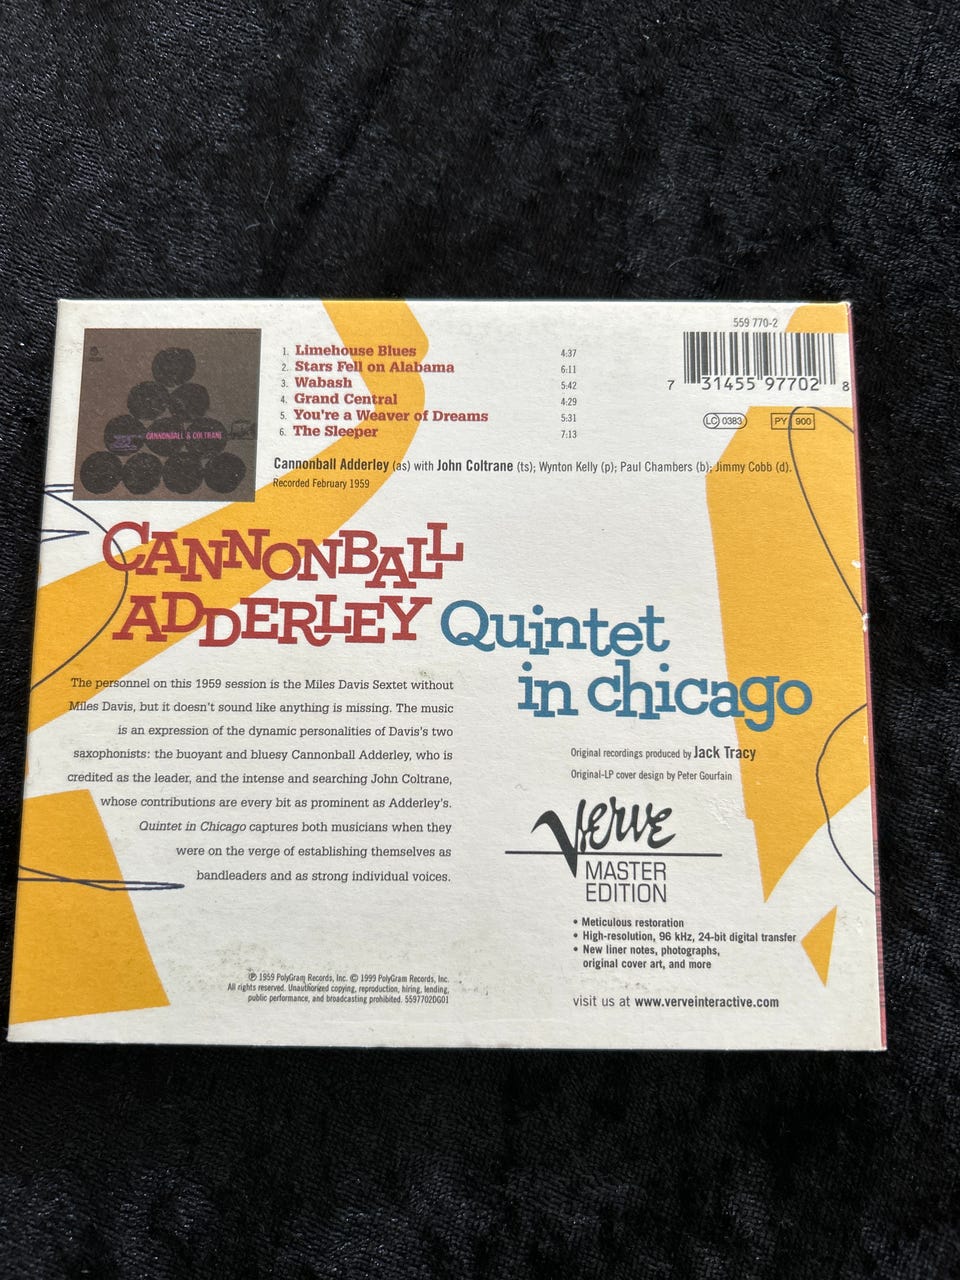 559 770-2
7 31455 97702 8
LC 0383 PY 900
CANNONBALL & COLTRANE
1. Limehouse Blues 4:37
2. Stars Fell on Alabama 6:11
3. Wabash 5:42
4. Grand Central 4:29
5. You're a Weaver of Dreams 5:31
6. The Sleeper 7:13
Cannonball Adderley (as) with John Coltrane (ts); Wynton Kelly (p); Paul Chambers (b); Jimmy Cobb (d).
Recorded February 1959
CANNONBALL
ADDERLEY Quintet
in chicago
The personnel on this 1959 session is the Miles Davis Sextet without
Miles Davis, but it doesn't sound like anything is missing. The music
is an expression of the dynamic personalities of Davis's two
saxophonists: the buoyant and bluesy Cannonball Adderley, who is
credited as the leader, and the intense and searching John Coltrane,
whose contributions are every bit as prominent as Adderley's.
Quintet in Chicago captures both musicians when they
were on the verge of establishing themselves as
bandleaders and as strong individual voices.
Original recordings produced by Jack Tracy
Original-LP cover design by Peter Gourfain
Verve
MASTER
EDITION
• Meticulous restoration
• High-resolution, 96 kHz, 24-bit digital transfer
• New liner notes, photographs,
original cover art, and more
℗ 1959 PolyGram Records, Inc. © 1999 PolyGram Records, Inc.
All rights reserved. Unauthorized copying, reproduction, hiring, lending,
public performance, and broadcasting prohibited. 5597702DG01
visit us at www.verveinteractive.com